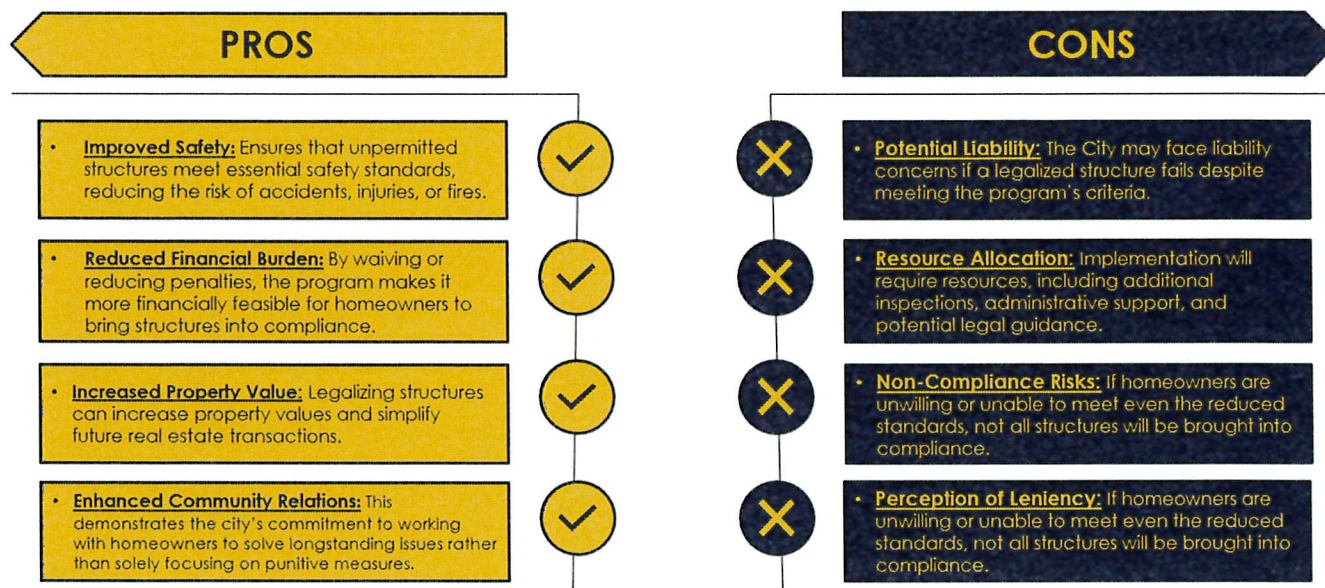 PROS
• Improved Safety: Ensures that unpermitted
structures meet essential safety standards,
reducing the risk of accidents, injuries, or fires.
• Reduced Financial Burden: By waiving or
reducing penalties, the program makes it
more financially feasible for homeowners to
bring structures into compliance.
• Increased Property Value: Legalizing structures
can increase property values and simplify
future real estate transactions.
• Enhanced Community Relations: This
demonstrates the city's commitment to working
with homeowners to solve longstanding issues rather
than solely focusing on punitive measures.
CONS
• Potential Liability: The City may face liability
concerns if a legalized structure fails despite
meeting the program's criteria.
• Resource Allocation: Implementation will
require resources, including additional
inspections, administrative support, and
potential legal guidance.
• Non-Compliance Risks: If homeowners are
unwilling or unable to meet even the reduced
standards, not all structures will be brought into
compliance.
• Perception of Leniency: If homeowners are
unwilling or unable to meet even the reduced
standards, not all structures will be brought into
compliance.